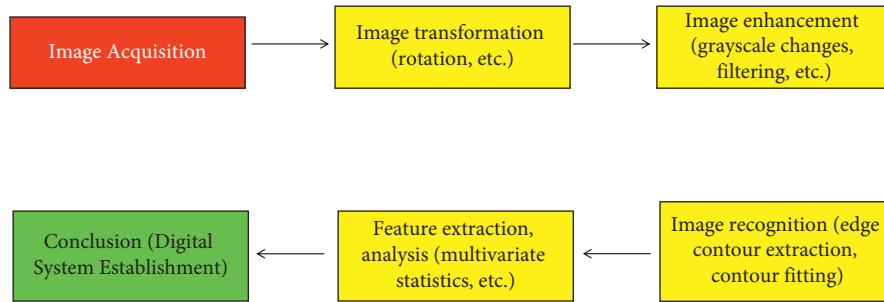 Image Acquisition
Image transformation
(rotation, etc.)
Image enhancement
(grayscale changes,
filtering, etc.)
Image recognition (edge
contour extraction,
contour fitting)
Feature extraction,
analysis (multivariate
statistics, etc.)
Conclusion (Digital
System Establishment)